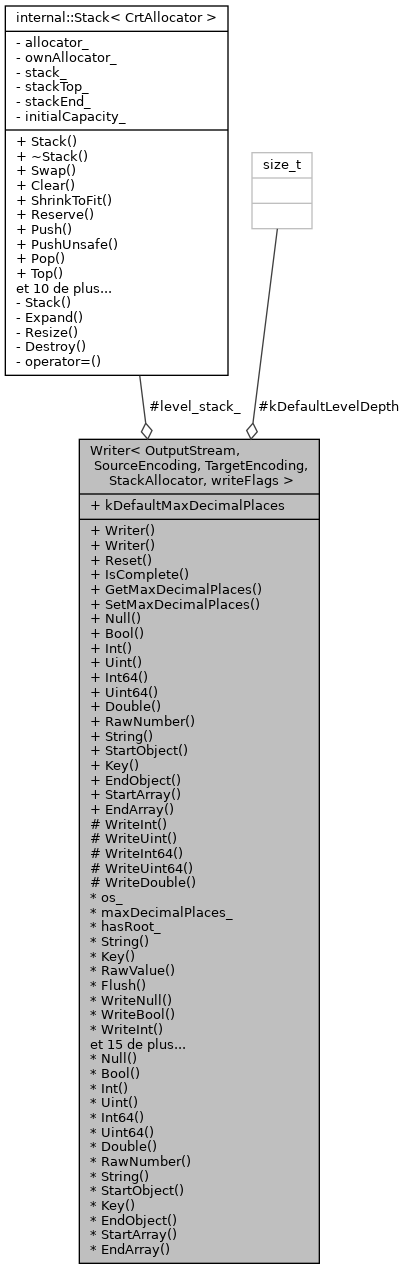 internal::Stack< CrtAllocator >
- allocator_
- ownAllocator_
- stack_
- stackTop_
- stackEnd_
- initialCapacity_
+ Stack()
+ ~Stack()
+ Swap()
+ Clear()
+ ShrinkToFit()
+ Reserve()
+ Push()
+ PushUnsafe()
+ Pop()
+ Top()
et 10 de plus...
- Stack()
- Expand()
- Resize()
- Destroy()
- operator=()
size_t
#level_stack_
#kDefaultLevelDepth
Writer< OutputStream,
SourceEncoding, TargetEncoding,
StackAllocator, writeFlags >
+ kDefaultMaxDecimalPlaces
+ Writer()
+ Writer()
+ Reset()
+ IsComplete()
+ GetMaxDecimalPlaces()
+ SetMaxDecimalPlaces()
+ Null()
+ Bool()
+ Int()
+ Uint()
+ Int64()
+ Uint64()
+ Double()
+ RawNumber()
+ String()
+ StartObject()
+ Key()
+ EndObject()
+ StartArray()
+ EndArray()
# WriteInt()
# WriteUint()
# WriteInt64()
# WriteUint64()
# WriteDouble()
* os_
* maxDecimalPlaces_
* hasRoot_
* String()
* Key()
* RawValue()
* Flush()
* WriteNull()
* WriteBool()
* WriteInt()
et 15 de plus...
* Null()
* Bool()
* Int()
* Uint()
* Int64()
* Uint64()
* Double()
* RawNumber()
* String()
* StartObject()
* Key()
* EndObject()
* StartArray()
* EndArray()